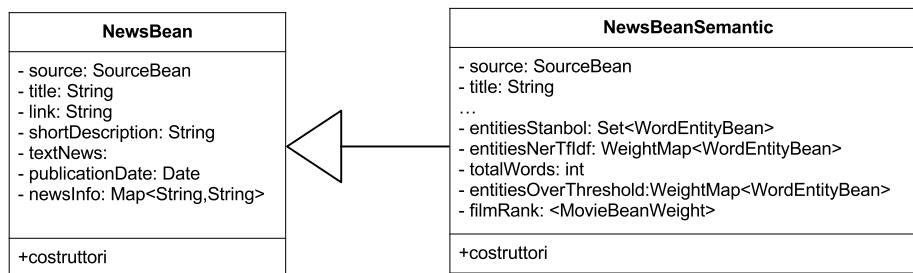 NewsBean
- source: SourceBean
- title: String
- link: String
- shortDescription: String
- textNews:
- publicationDate: Date
- newsInfo: Map<String,String>
+costruttori
NewsBeanSemantic
- source: SourceBean
- title: String
...
- entitiesStanbol: Set<WordEntityBean>
- entitiesNerTfIdf: WeightMap<WordEntityBean>
- totalWords: int
- entitiesOverThreshold:WeightMap<WordEntityBean>
- filmRank: <MovieBeanWeight>
+costruttori